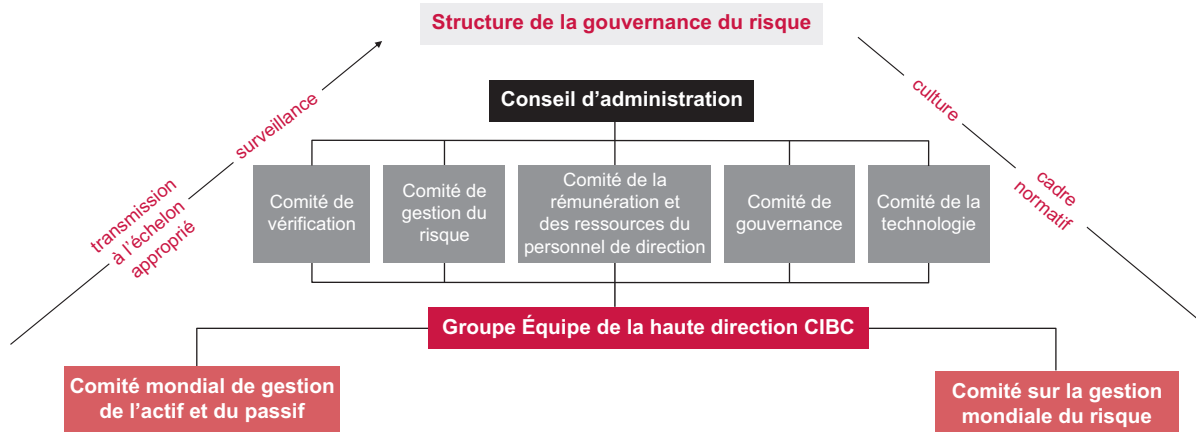 Structure de la gouvernance du risque
Conseil d’administration
surveillance
transmission
à l’échelon
approprié
culture
cadre
normatif
Comité de
vérification
Comité de
gestion du
risque
Comité de la
rémunération et
des ressources du
personnel de direction
Comité de
gouvernance
Comité de la
technologie
Groupe Équipe de la haute direction CIBC
Comité mondial de gestion
de l’actif et du passif
Comité sur la gestion
mondiale du risque